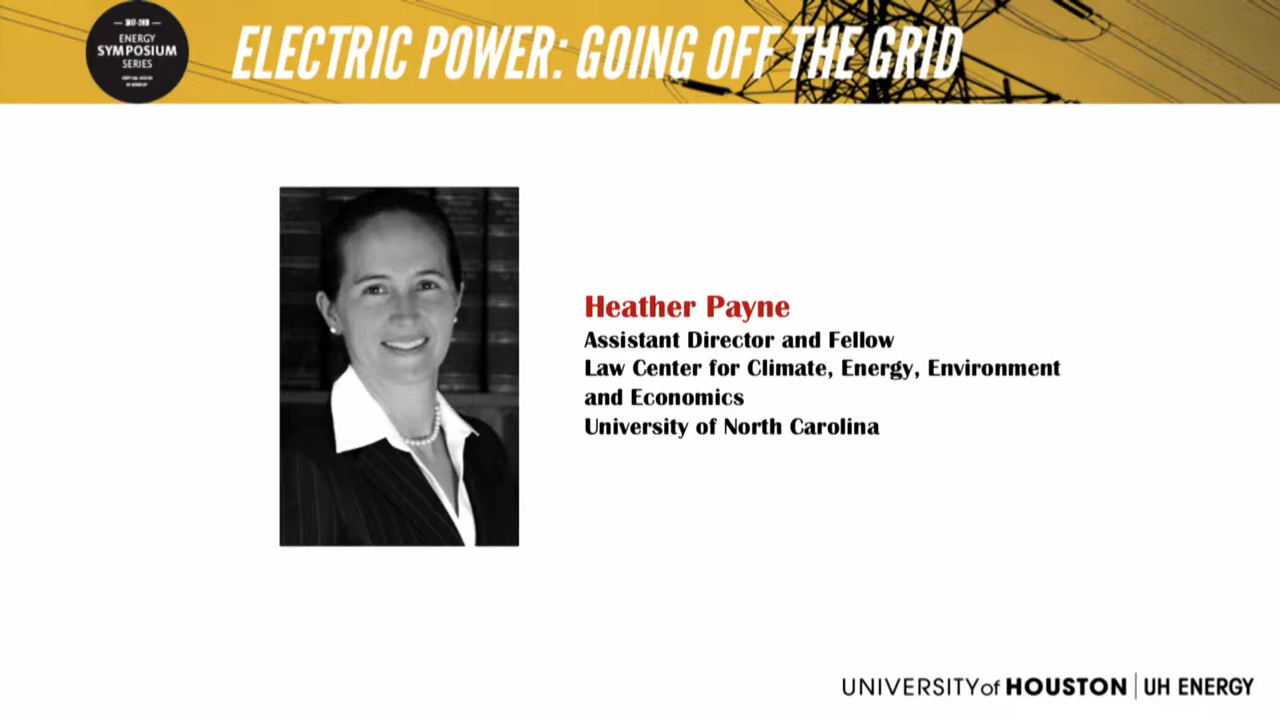 ENERGY
SYMPOSIUM
SERIES
ELECTRIC POWER: GOING OFF THE GRID
Heather Payne
Assistant Director and Fellow
Law Center for Climate, Energy, Environment
and Economics
University of North Carolina
UNIVERSITY of HOUSTON | UH ENERGY